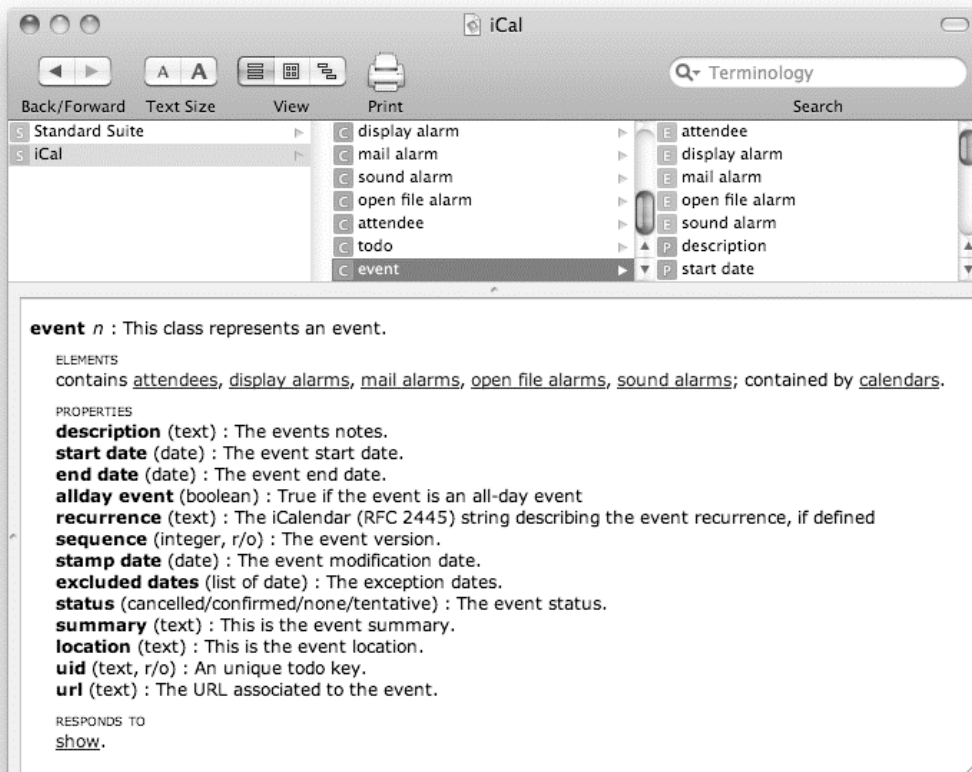 iCal
A A
Terminology
Back/Forward Text Size View Print Search
S Standard Suite
S iCal
C display alarm
C mail alarm
C sound alarm
C open file alarm
C attendee
C todo
C event
E attendee
E display alarm
E mail alarm
E open file alarm
E sound alarm
P description
P start date
event n : This class represents an event.
ELEMENTS
contains attendees, display alarms, mail alarms, open file alarms, sound alarms; contained by calendars.
PROPERTIES
description (text) : The events notes.
start date (date) : The event start date.
end date (date) : The event end date.
allday event (boolean) : True if the event is an all-day event
recurrence (text) : The iCalendar (RFC 2445) string describing the event recurrence, if defined
sequence (integer, r/o) : The event version.
stamp date (date) : The event modification date.
excluded dates (list of date) : The exception dates.
status (cancelled/confirmed/none/tentative) : The event status.
summary (text) : This is the event summary.
location (text) : This is the event location.
uid (text, r/o) : An unique todo key.
url (text) : The URL associated to the event.
RESPONDS TO
show.